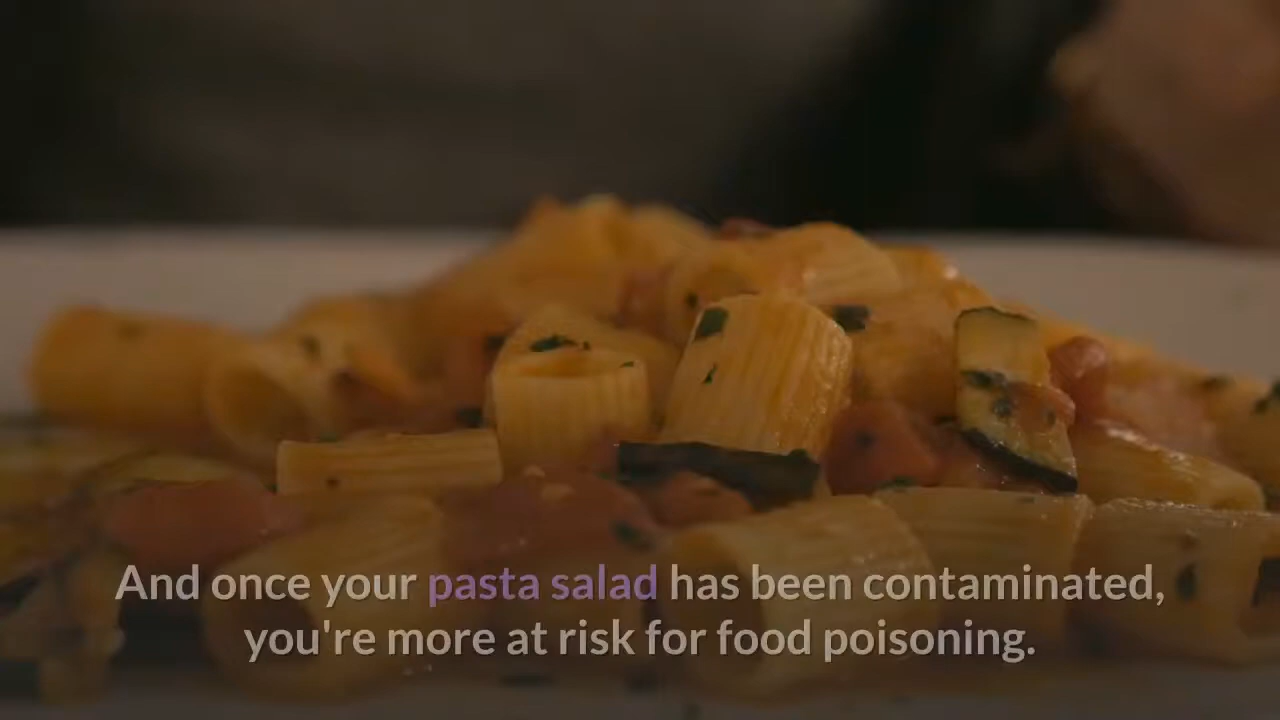 And once your pasta salad has been contaminated,
you're more at risk for food poisoning.